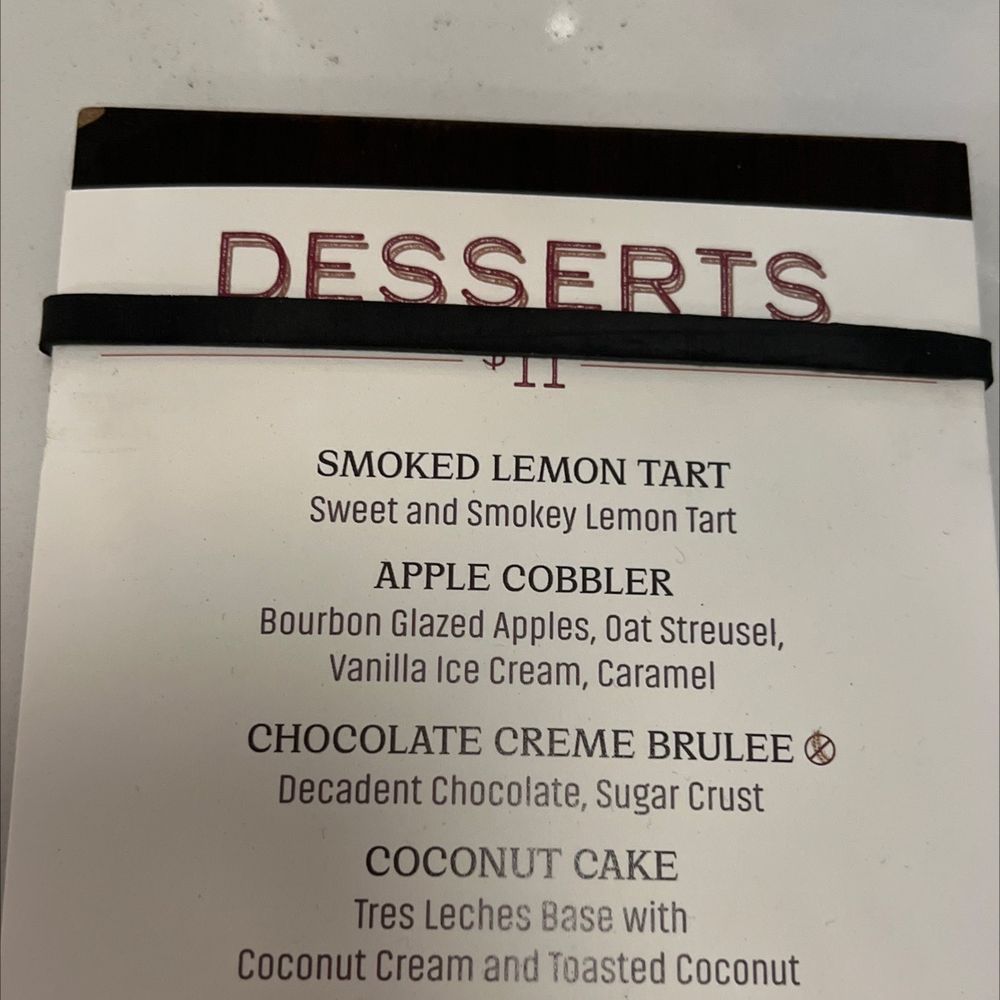 DESSERTS
$11
SMOKED LEMON TART
Sweet and Smokey Lemon Tart
APPLE COBBLER
Bourbon Glazed Apples, Oat Streusel,
Vanilla Ice Cream, Caramel
CHOCOLATE CREME BRULEE
Decadent Chocolate, Sugar Crust
COCONUT CAKE
Tres Leches Base with
Coconut Cream and Toasted Coconut